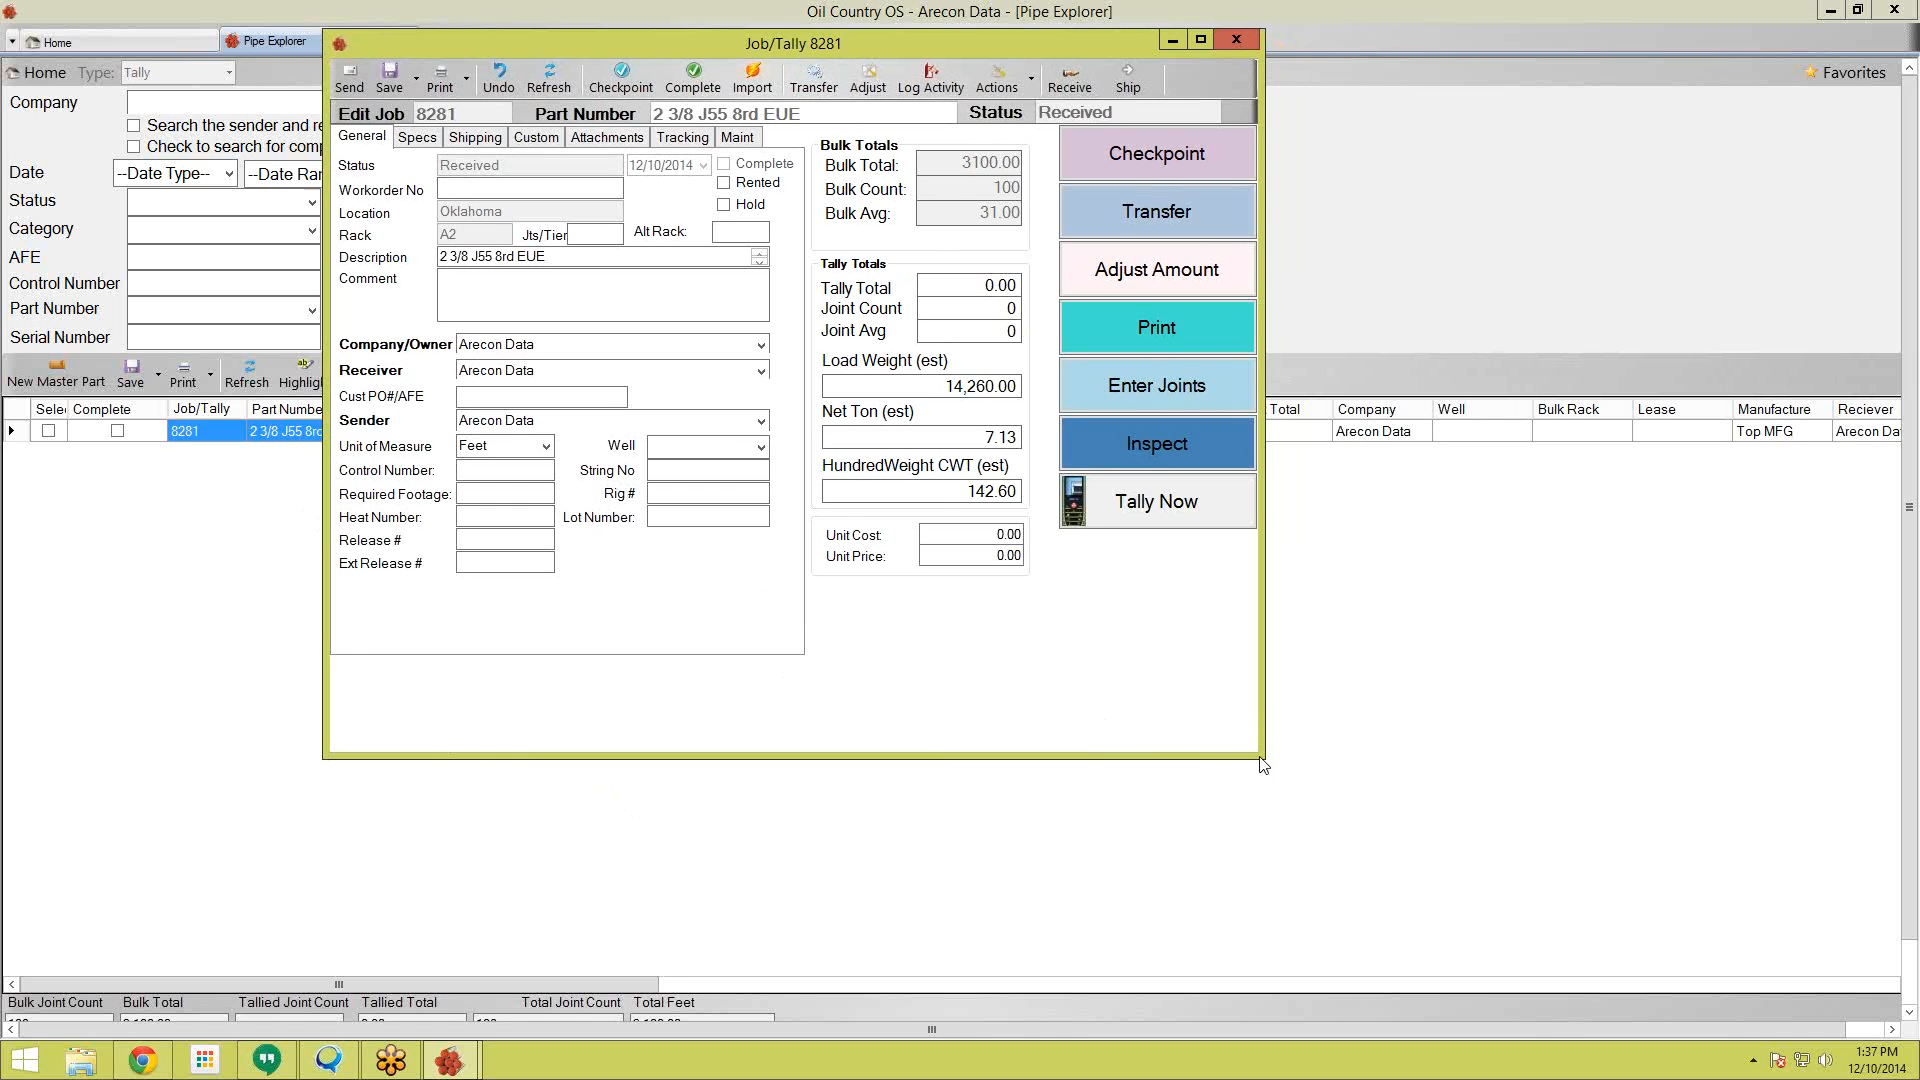 Oil Country OS - Arecon Data - [Pipe Explorer]
Home
Pipe Explorer
Job/Tally 8281
Home Type: Tally
Favorites
Send Save Print Undo Refresh Checkpoint Complete Import Transfer Adjust Log Activity Actions Receive Ship
Company
Search the sender and re
Check to search for comp
Date --Date Type-- --Date Ran
Status
Category
AFE
Control Number
Part Number
Serial Number
New Master Part Save Print Refresh Highligh
Edit Job 8281 Part Number 2 3/8 J55 8rd EUE Status Received
General Specs Shipping Custom Attachments Tracking Maint
Status Received 12/10/2014 Complete
Workorder No Rented
Location Oklahoma Hold
Rack A2 Jts/Tier Alt Rack:
Description 2 3/8 J55 8rd EUE
Comment
Company/Owner Arecon Data
Receiver Arecon Data
Cust PO#/AFE
Sender Arecon Data
Unit of Measure Feet Well
Control Number: String No
Required Footage: Rig #
Heat Number: Lot Number:
Release #
Ext Release #
Bulk Totals
Bulk Total: 3100.00
Bulk Count: 100
Bulk Avg: 31.00
Tally Totals
Tally Total 0.00
Joint Count 0
Joint Avg 0
Load Weight (est)
14,260.00
Net Ton (est)
7.13
HundredWeight CWT (est)
142.60
Unit Cost: 0.00
Unit Price: 0.00
Checkpoint
Transfer
Adjust Amount
Print
Enter Joints
Inspect
Tally Now
Selec Complete Job/Tally Part Numbe Total Company Well Bulk Rack Lease Manufacture Reciever
8281 2 3/8 J55 8rd Arecon Data Top MFG Arecon Da
Bulk Joint Count Bulk Total Tallied Joint Count Tallied Total Total Joint Count Total Feet
1:37 PM
12/10/2014